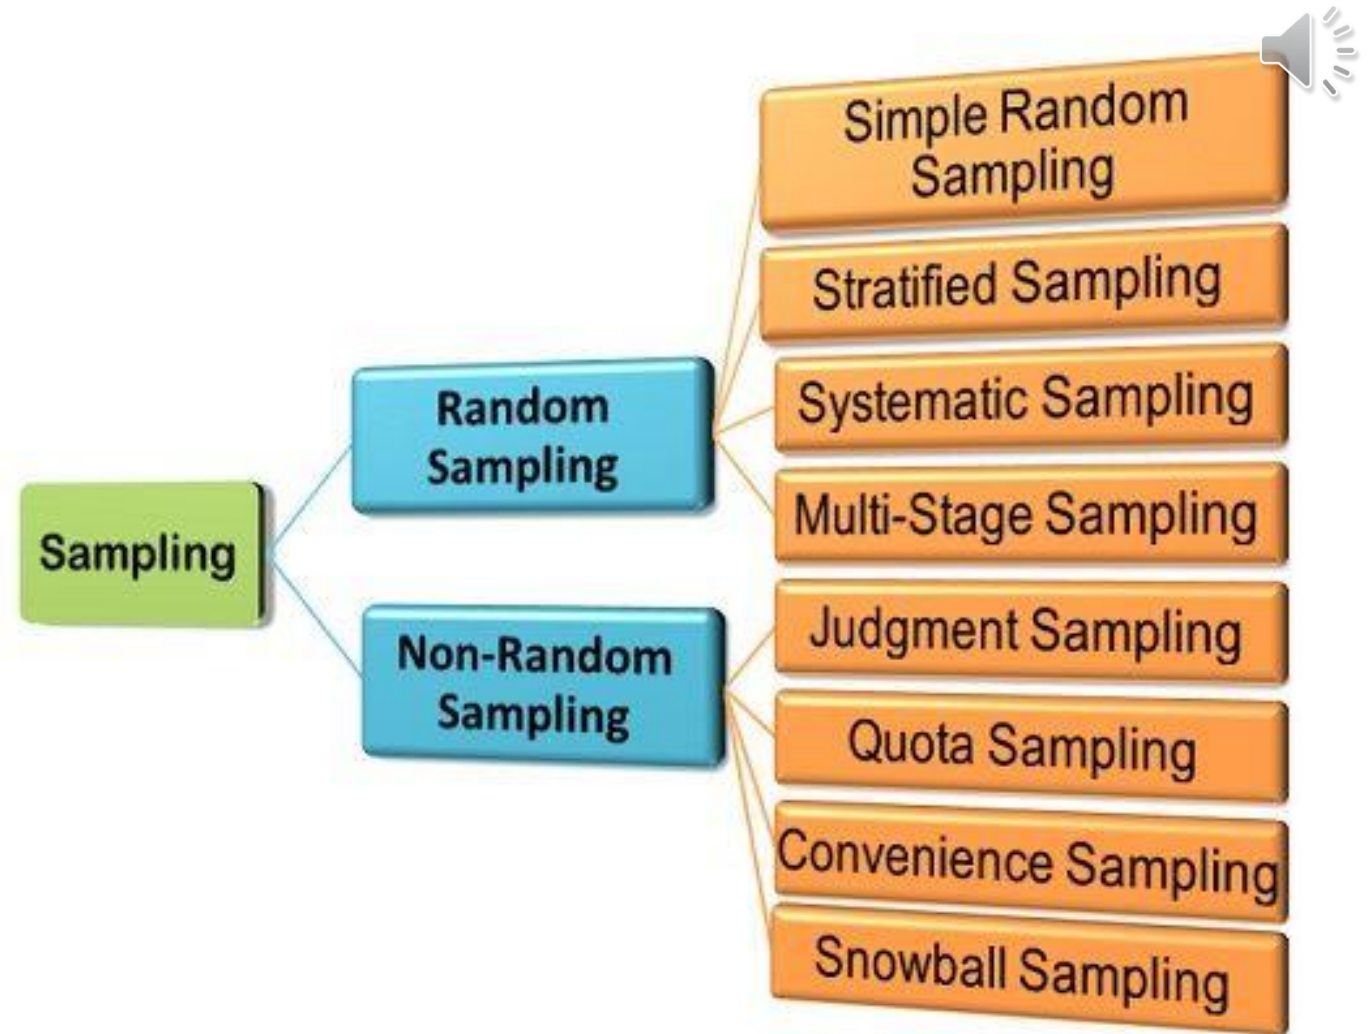 Sampling
Random
Sampling
Non-Random
Sampling
Simple Random
Sampling
Stratified Sampling
Systematic Sampling
Multi-Stage Sampling
Judgment Sampling
Quota Sampling
Convenience Sampling
Snowball Sampling